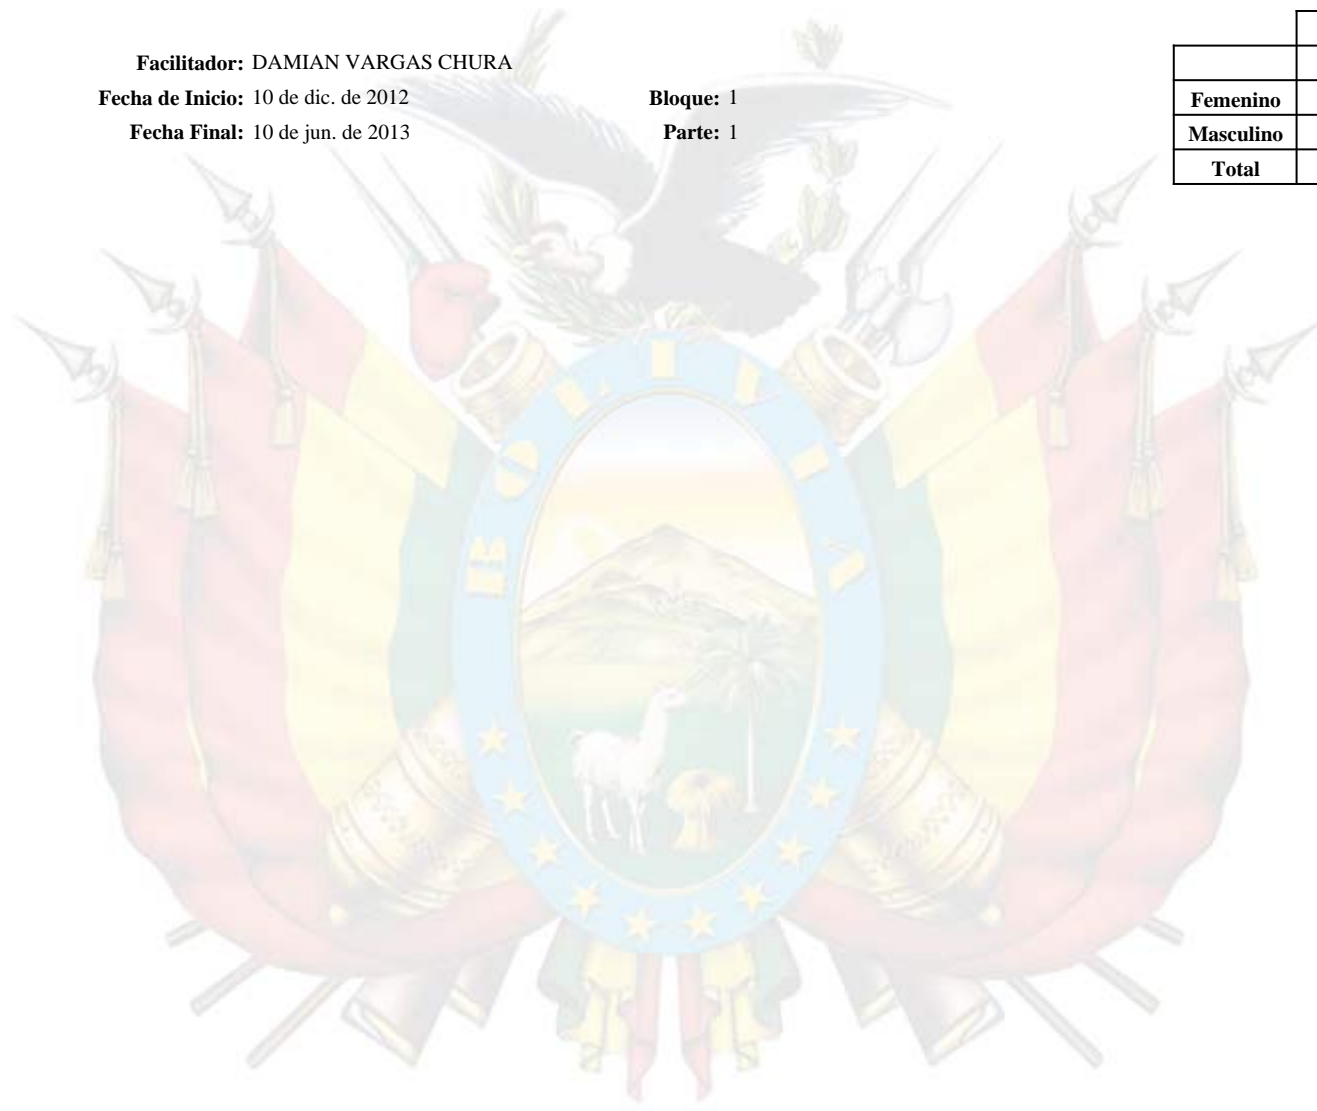 Facilitador: DAMIAN VARGAS CHURA
Fecha de Inicio: 10 de dic. de 2012
Bloque: 1
Fecha Final: 10 de jun. de 2013
Parte: 1
Femenino
Masculino
Total
BOLIVIA